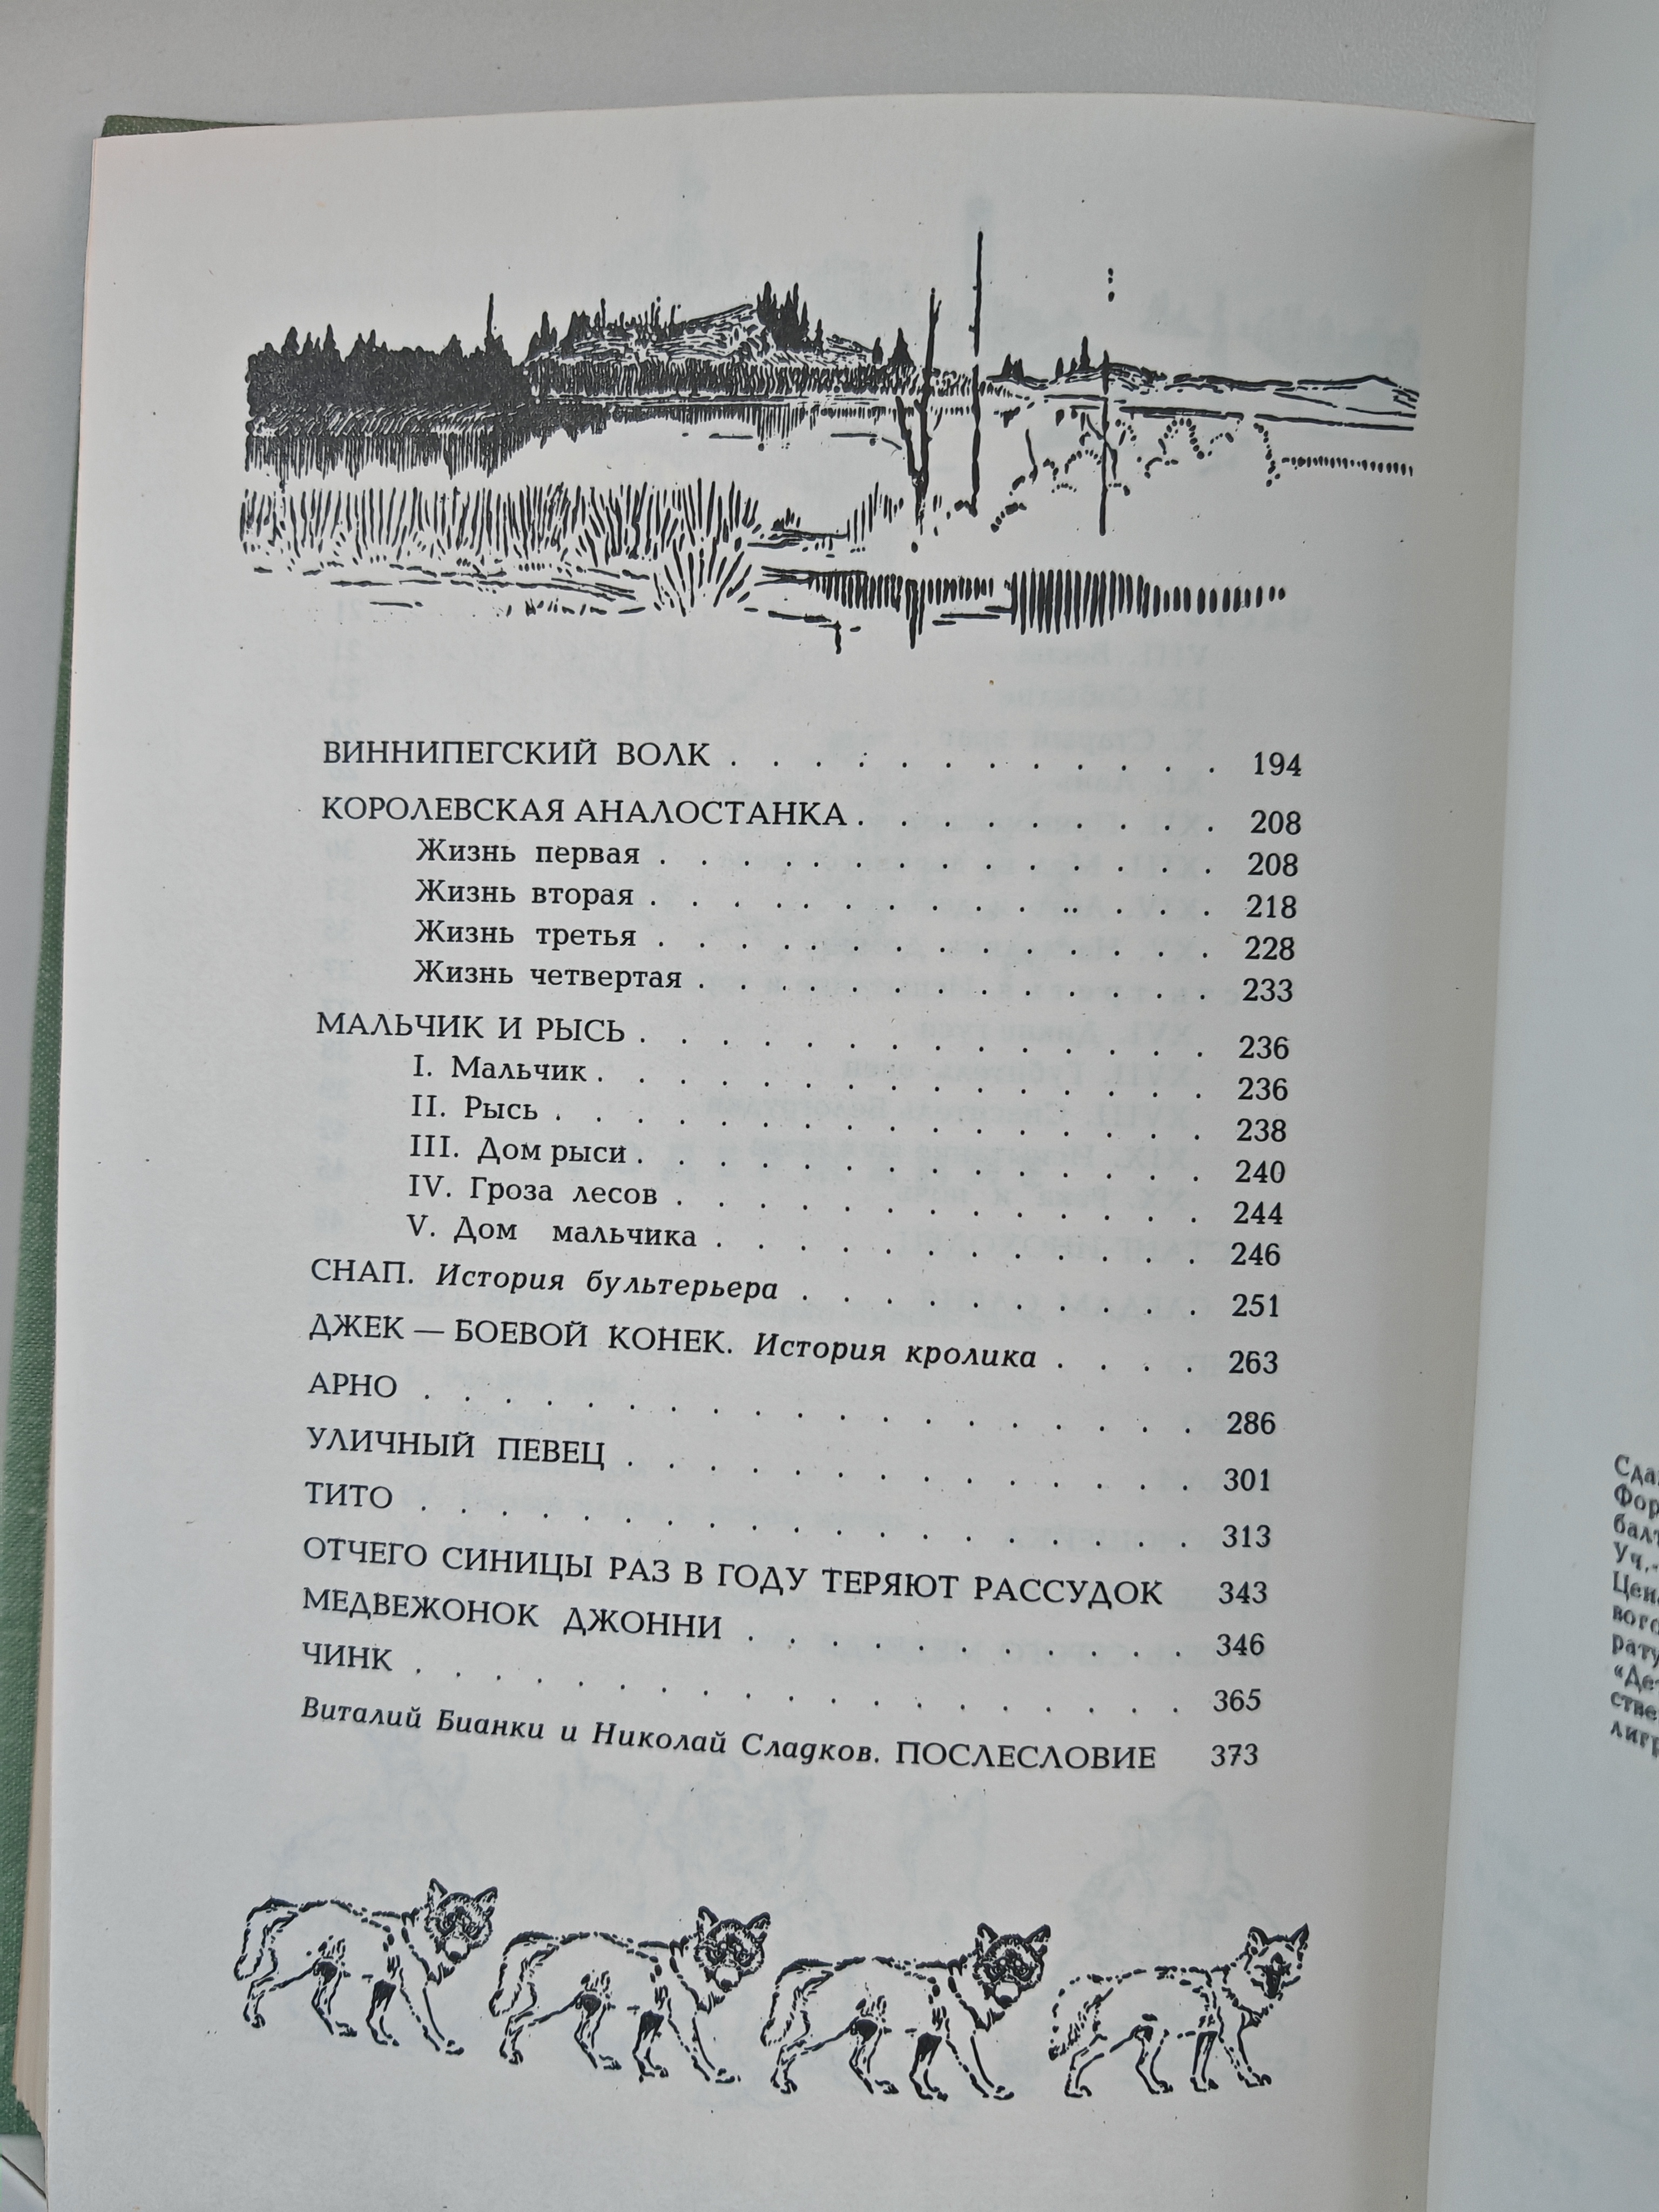 ВИННИПЕГСКИЙ ВОЛК . . . . . . . . . . . . 194
КОРОЛЕВСКАЯ АНАЛОСТАНКА . . . . . . . . . 208
Жизнь первая . . . . . . . . . . . . . . 208
Жизнь вторая . . . . . . . . . . . . . . 218
Жизнь третья . . . . . . . . . . . . . . 228
Жизнь четвертая . . . . . . . . . . . . . 233
МАЛЬЧИК И РЫСЬ . . . . . . . . . . . . . . 236
I. Мальчик . . . . . . . . . . . . . . . 236
II. Рысь . . . . . . . . . . . . . . . . 238
III. Дом рыси . . . . . . . . . . . . . . 240
IV. Гроза лесов . . . . . . . . . . . . . 244
V. Дом мальчика . . . . . . . . . . . . 246
СНАП. История бультерьера . . . . . . . . . . 251
ДЖЕК — БОЕВОЙ КОНЕК. История кролика . . . . 263
АРНО . . . . . . . . . . . . . . . . . . . 286
УЛИЧНЫЙ ПЕВЕЦ . . . . . . . . . . . . . . 301
ТИТО . . . . . . . . . . . . . . . . . . . 313
ОТЧЕГО СИНИЦЫ РАЗ В ГОДУ ТЕРЯЮТ РАССУДОК 343
МЕДВЕЖОНОК ДЖОННИ . . . . . . . . . . . 346
ЧИНК . . . . . . . . . . . . . . . . . . . 365
Виталий Бианки и Николай Сладков. ПОСЛЕСЛОВИЕ 373